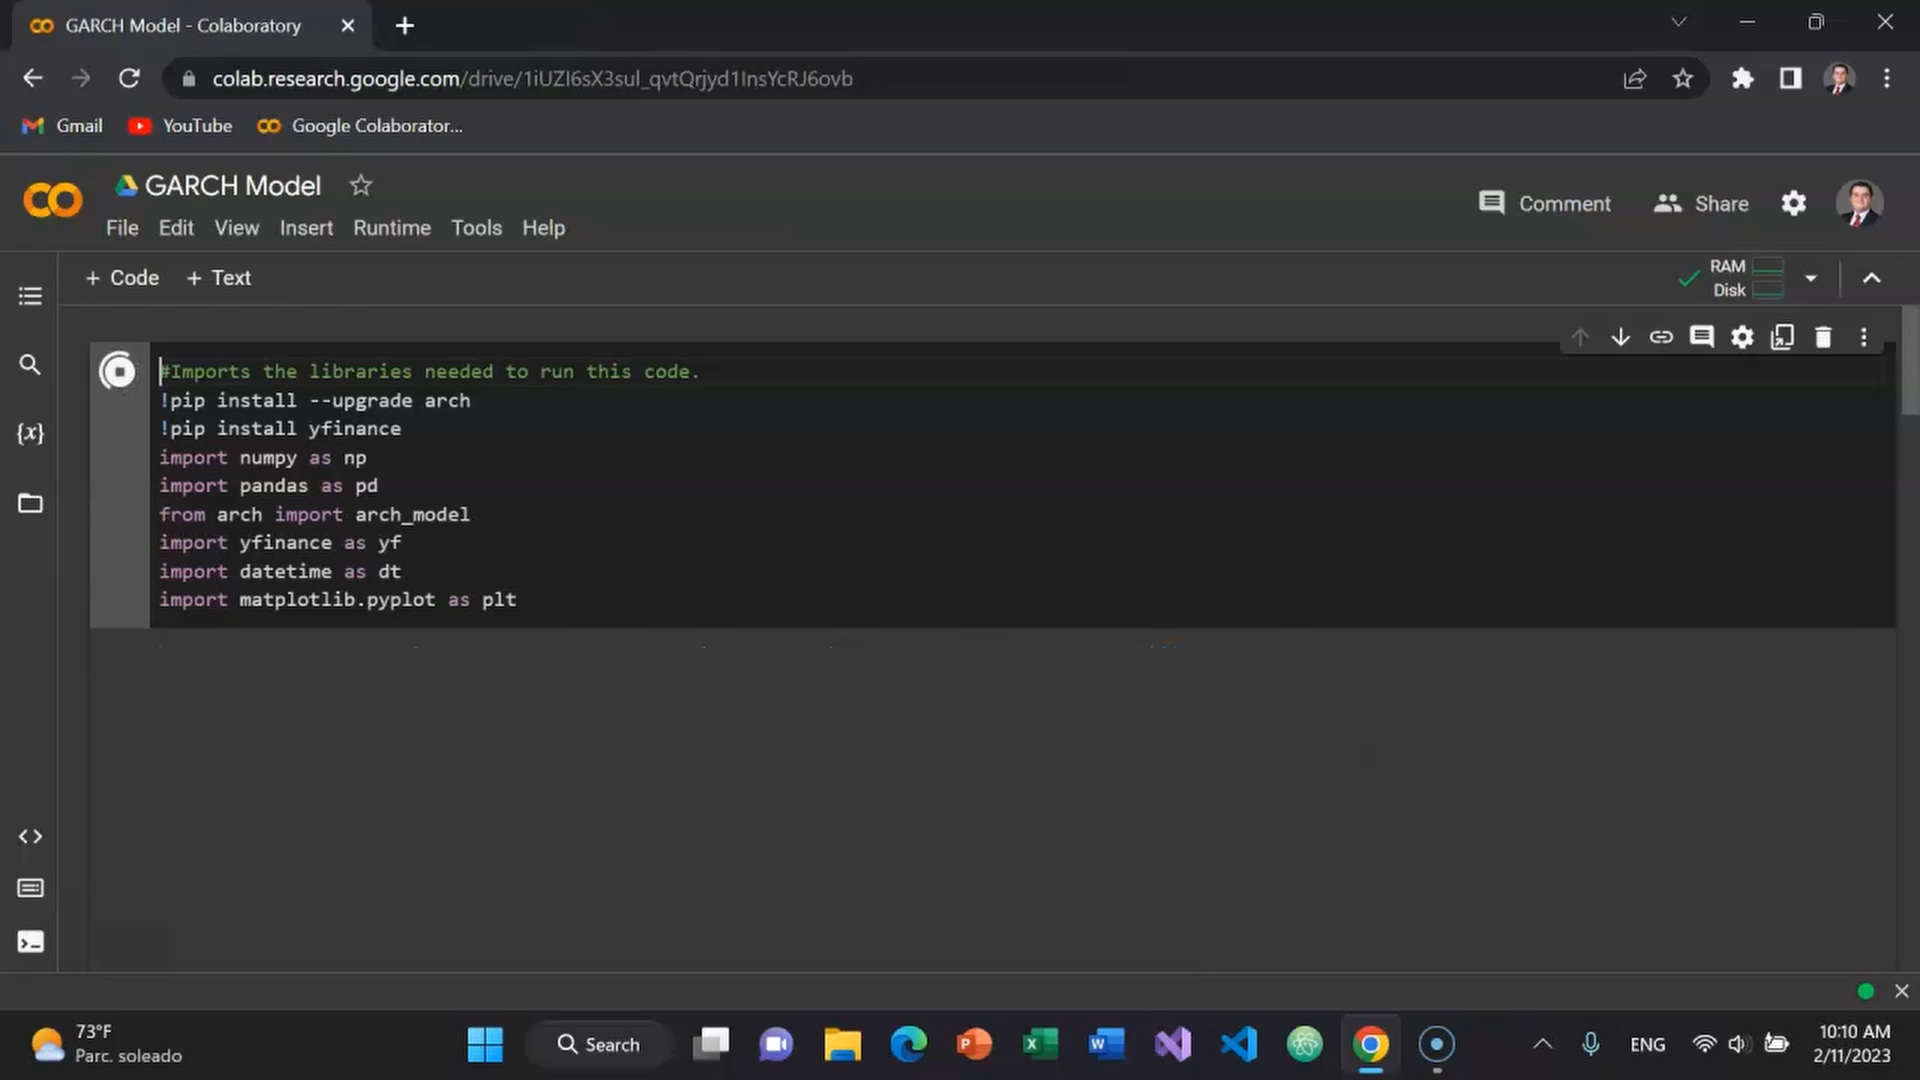 GARCH Model - Colaboratory
colab.research.google.com/drive/1iUZI6sX3sul_qvtQrjyd1InsYcRJ6ovb
Gmail YouTube Google Colaborator...
GARCH Model
Comment Share
File Edit View Insert Runtime Tools Help
+ Code + Text
RAM
Disk
#Imports the libraries needed to run this code.
!pip install --upgrade arch
!pip install yfinance
import numpy as np
import pandas as pd
from arch import arch_model
import yfinance as yf
import datetime as dt
import matplotlib.pyplot as plt
73°F
Parc. soleado
Search
ENG
10:10 AM
2/11/2023